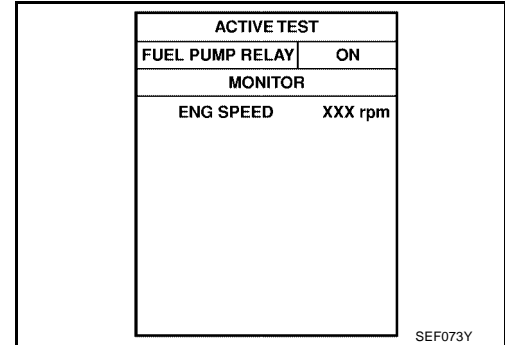 ACTIVE TEST
FUEL PUMP RELAY ON
MONITOR
ENG SPEED XXX rpm
SEF073Y